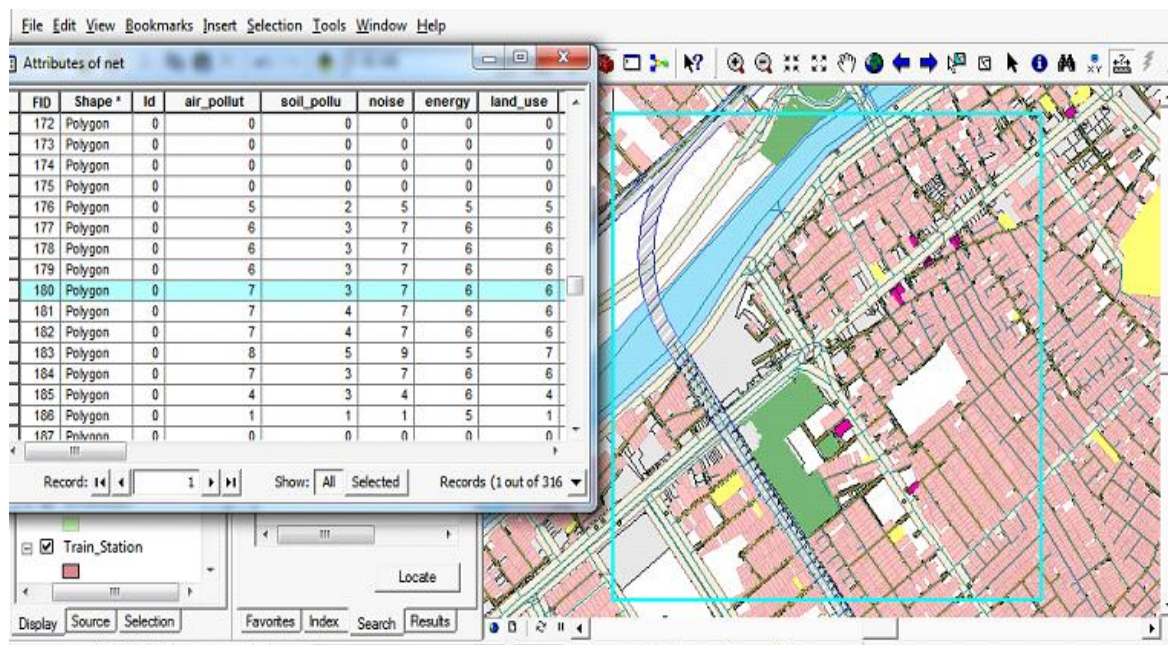 File Edit View Bookmarks Insert Selection Tools Window Help
Attributes of net
FID Shape * Id air_pollut soil_pollu noise energy land_use
172 Polygon 0 0 0 0 0 0
173 Polygon 0 0 0 0 0 0
174 Polygon 0 0 0 0 0 0
175 Polygon 0 0 0 0 0 0
176 Polygon 0 5 2 5 5 5
177 Polygon 0 6 3 7 6 6
178 Polygon 0 6 3 7 6 6
179 Polygon 0 6 3 7 6 6
180 Polygon 0 7 3 7 6 6
181 Polygon 0 7 4 7 6 6
182 Polygon 0 7 4 7 6 6
183 Polygon 0 8 5 9 5 7
184 Polygon 0 7 3 7 6 6
185 Polygon 0 4 3 4 6 4
186 Polygon 0 1 1 1 5 1
187 Polygon 0 0 0 0 0 0
Record: 1 Show: All Selected Records (1 out of 316
Train_Station
Locate
Display Source Selection Favorites Index Search Results